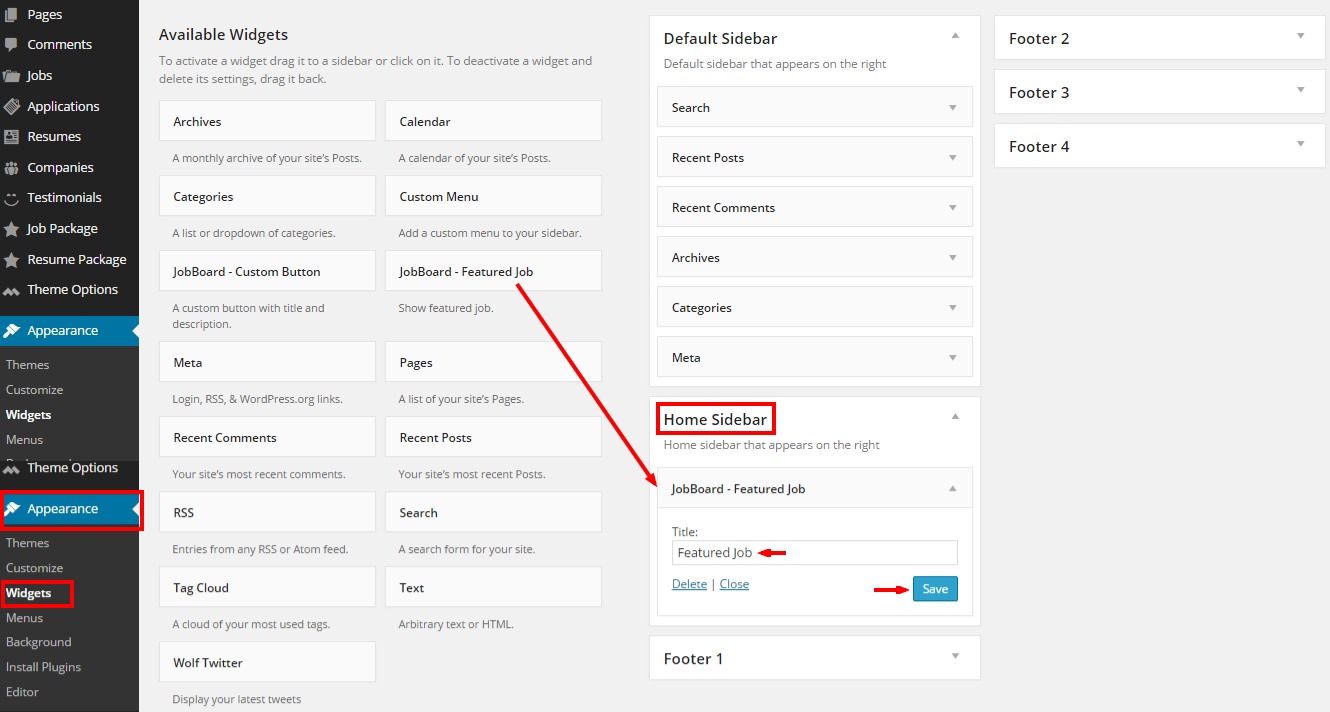 Pages
Comments
Jobs
Applications
Resumes
Companies
Testimonials
Job Package
Resume Package
Theme Options
Appearance
Themes
Customize
Widgets
Menus
Theme Options
Appearance
Themes
Customize
Widgets
Menus
Background
Install Plugins
Editor
Available Widgets
To activate a widget drag it to a sidebar or click on it. To deactivate a widget and
delete its settings, drag it back.
Archives
A monthly archive of your site's Posts.
Calendar
A calendar of your site's Posts.
Categories
A list or dropdown of categories.
Custom Menu
Add a custom menu to your sidebar.
JobBoard - Custom Button
A custom button with title and
description.
JobBoard - Featured Job
Show featured job.
Meta
Login, RSS, & WordPress.org links.
Pages
A list of your site's Pages.
Recent Comments
Your site's most recent comments.
Recent Posts
Your site's most recent Posts.
RSS
Entries from any RSS or Atom feed.
Search
A search form for your site.
Tag Cloud
A cloud of your most used tags.
Text
Arbitrary text or HTML.
Wolf Twitter
Display your latest tweets
Default Sidebar
Default sidebar that appears on the right
Search
Recent Posts
Recent Comments
Archives
Categories
Meta
Home Sidebar
Home sidebar that appears on the right
JobBoard - Featured Job
Title:
Featured Job
Delete | Close
Save
Footer 1
Footer 2
Footer 3
Footer 4